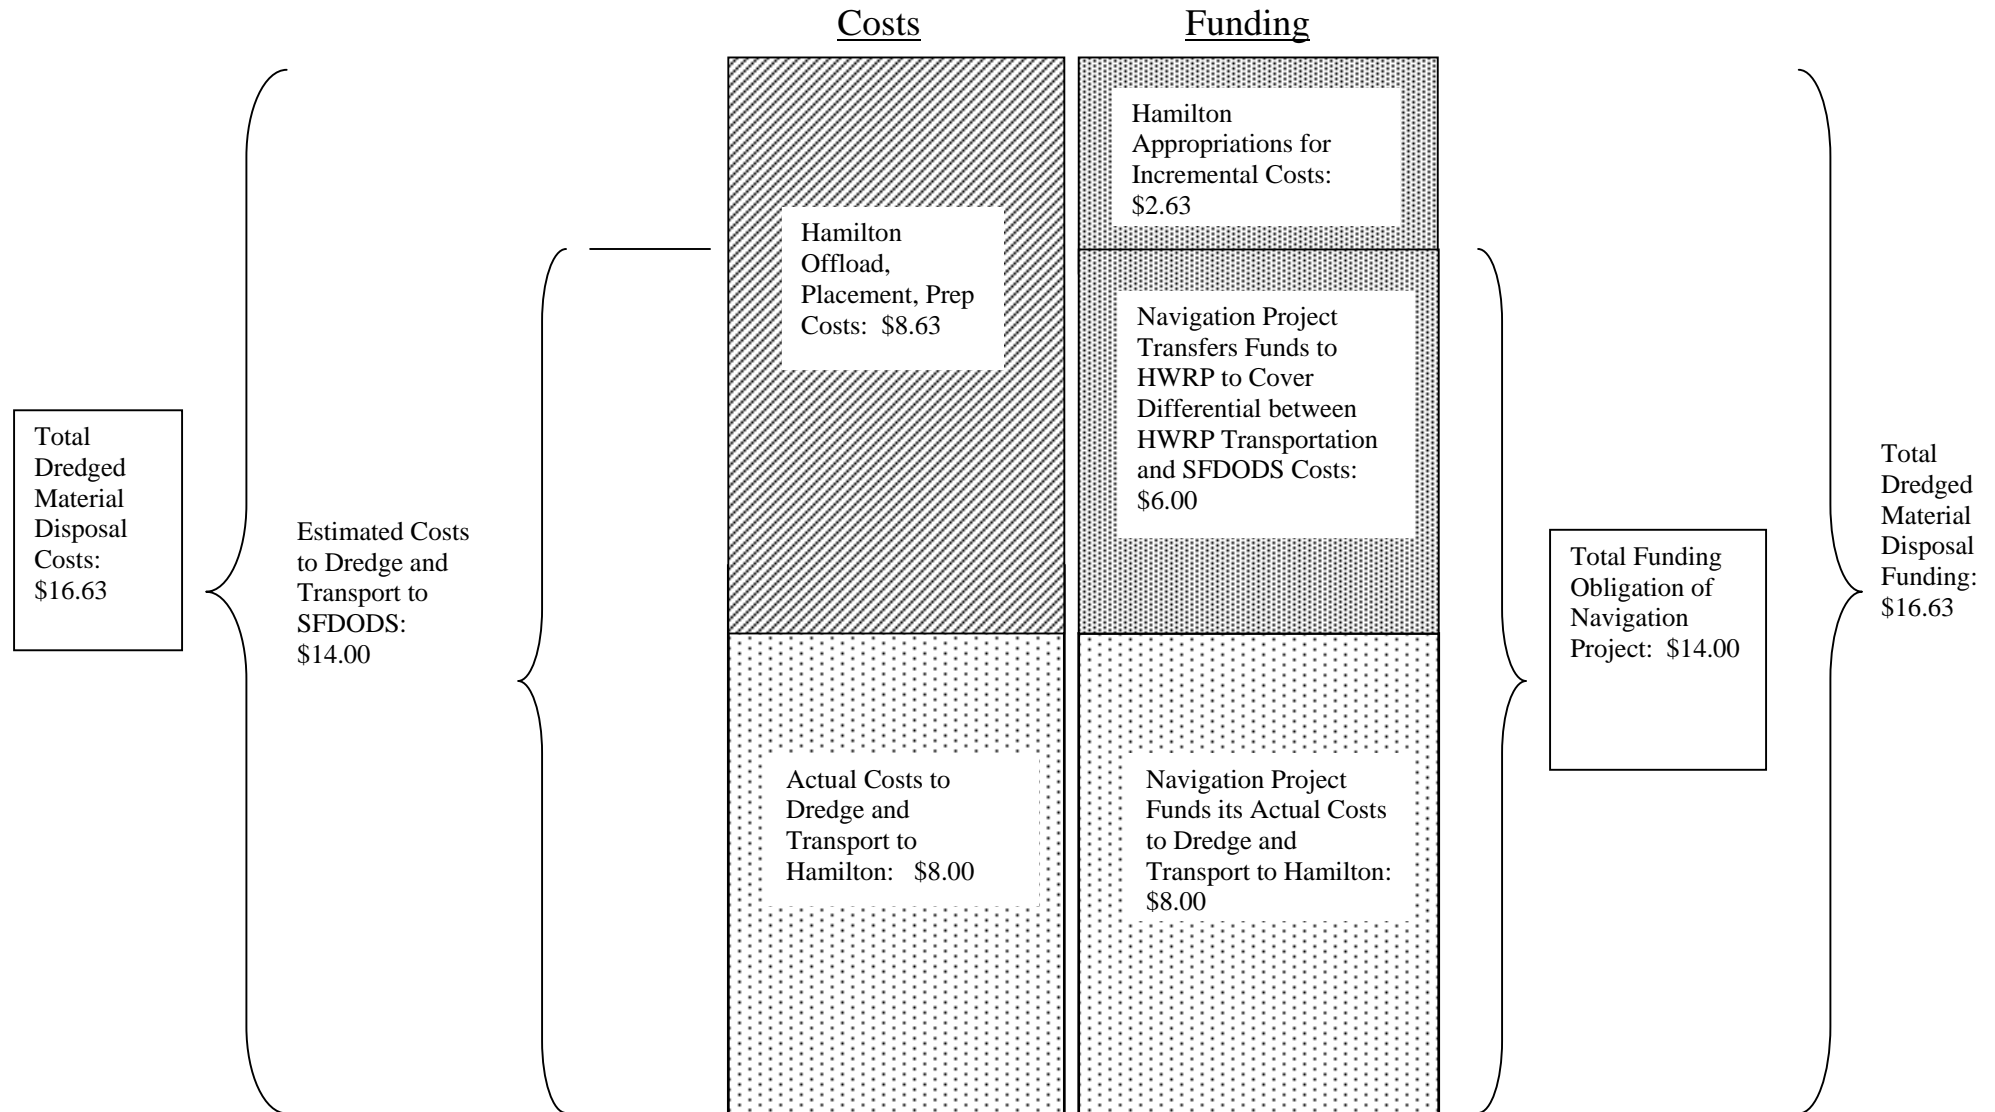 Costs
Funding
Hamilton
Appropriations for
Incremental Costs:
$2.63
Hamilton
Offload,
Placement, Prep
Costs:  $8.63
Navigation Project
Transfers Funds to
HWRP to Cover
Differential between
HWRP Transportation
and SFDODS Costs:
$6.00
Total
Dredged
Material
Disposal
Costs:
$16.63
Estimated Costs
to Dredge and
Transport to
SFDODS:
$14.00
Total Funding
Obligation of
Navigation
Project:  $14.00
Total
Dredged
Material
Disposal
Funding:
$16.63
Actual Costs to
Dredge and
Transport to
Hamilton:   $8.00
Navigation Project
Funds its Actual Costs
to Dredge and
Transport to Hamilton:
$8.00